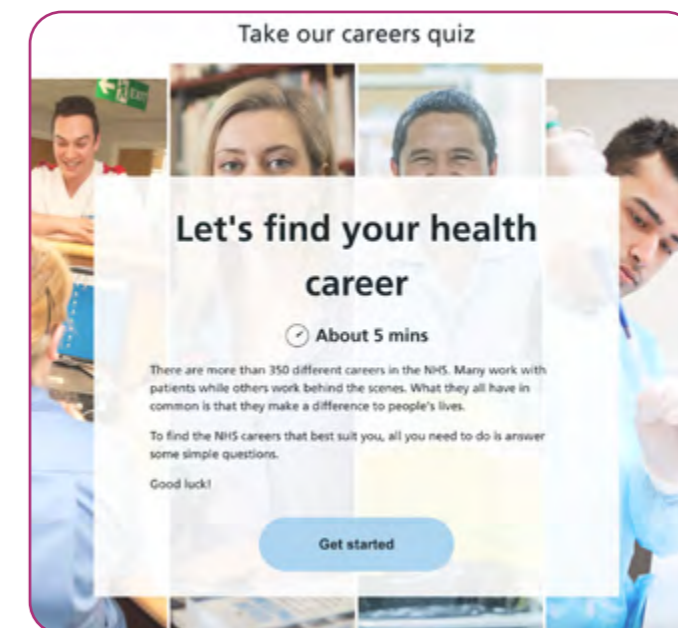 Take our careers quiz
EXIT
Let's find your health
career
About 5 mins
There are more than 350 different careers in the NHS. Many work with
patients while others work behind the scenes. What they all have in
common is that they make a difference to people's lives.
To find the NHS careers that best suit you, all you need to do is answer
some simple questions.
Good luck!
Get started